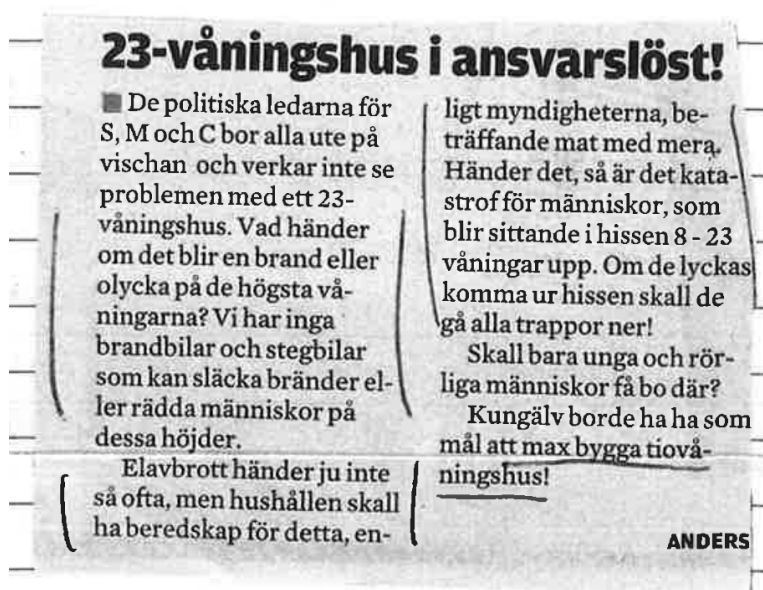 23-våningshus i ansvarslöst!
De politiska ledarna för
S, M och C bor alla ute på
vischan och verkar inte se
problemen med ett 23-
våningshus. Vad händer
om det blir en brand eller
olycka på de högsta vå-
ningarna? Vi har inga
brandbilar och stegbilar
som kan släcka bränder el-
ler rädda människor på
dessa höjder.
Elavbrott händer ju inte
så ofta, men hushållen skall
ha beredskap för detta, en-
ligt myndigheterna, be-
träffande mat med mera.
Händer det, så är det kata-
strof för människor, som
blir sittande i hissen 8 - 23
våningar upp. Om de lyckas
komma ur hissen skall de
gå alla trappor ner!
Skall bara unga och rör-
liga människor få bo där?
Kungälv borde ha ha som
mål att max bygga tiovå-
ningshus!
ANDERS